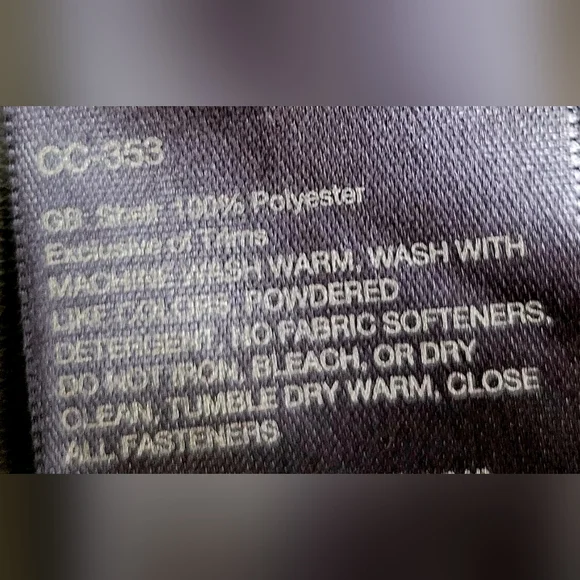 CC-353
GB Shell: 100% Polyester
Exclusive of Trims
MACHINE WASH WARM, WASH WITH
LIKE COLORS, POWDERED
DETERGENT, NO FABRIC SOFTENERS,
DO NOT IRON, BLEACH, OR DRY
CLEAN, TUMBLE DRY WARM, CLOSE
ALL FASTENERS